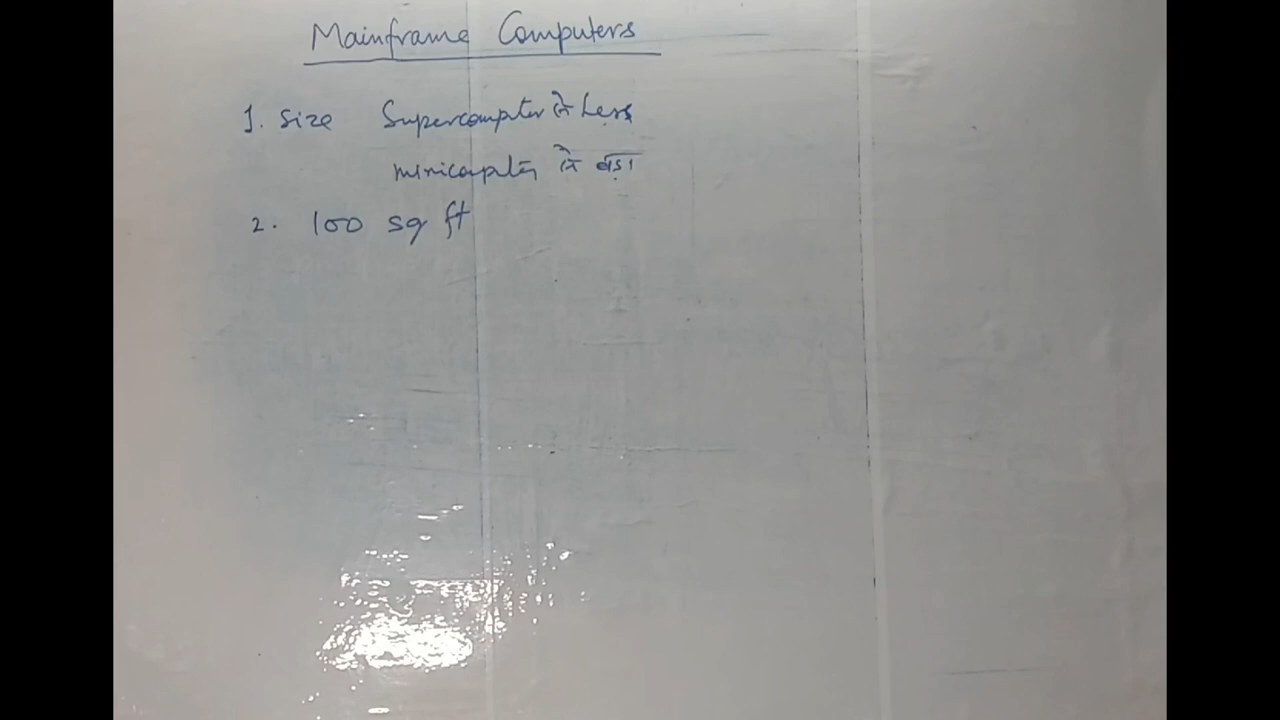 Mainframe Computers
1. Size Supercomputer से Less
minicomputer से बड़ा
2. 100 sq ft